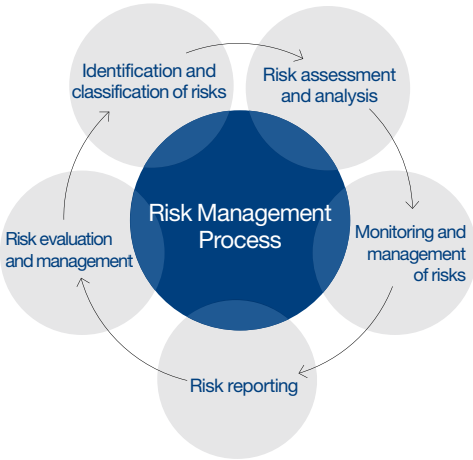 Identification and
classification of risks
Risk assessment
and analysis
Risk Management
Process
Monitoring and
management
of risks
Risk evaluation
and management
Risk reporting